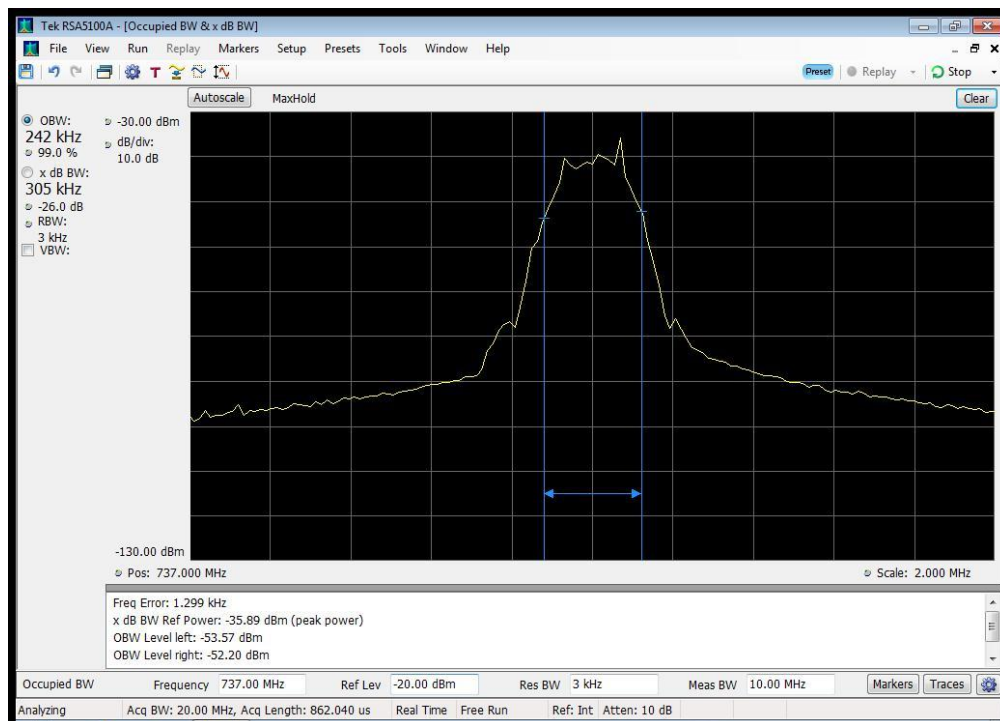 Tek RSA5100A - [Occupied BW & x dB BW]
File View Run Replay Markers Setup Presets Tools Window Help
T Preset Replay Stop
Autoscale MaxHold Clear
OBW:
242 kHz
99.0 %
x dB BW:
305 kHz
-26.0 dB
RBW:
3 kHz
VBW:
-30.00 dBm
dB/div:
10.0 dB
-130.00 dBm
Pos: 737.000 MHz Scale: 2.000 MHz
Freq Error: 1.299 kHz
x dB BW Ref Power: -35.89 dBm (peak power)
OBW Level left: -53.57 dBm
OBW Level right: -52.20 dBm
Occupied BW Frequency 737.00 MHz Ref Lev -20.00 dBm Res BW 3 kHz Meas BW 10.00 MHz Markers Traces
Analyzing Acq BW: 20.00 MHz, Acq Length: 862.040 us Real Time Free Run Ref: Int Atten: 10 dB